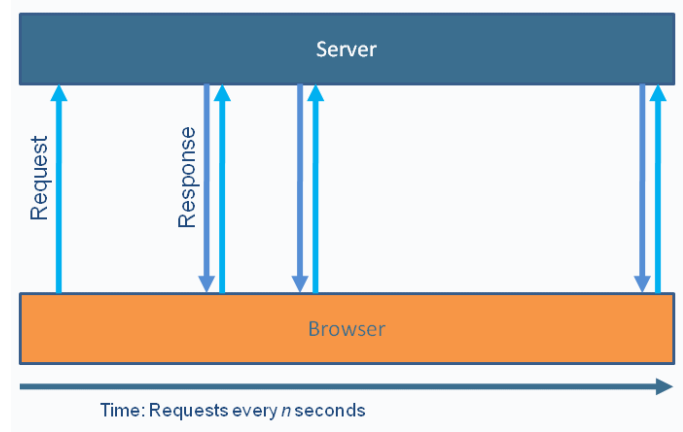 Server
Request
Response
Browser
Time: Requests every n seconds